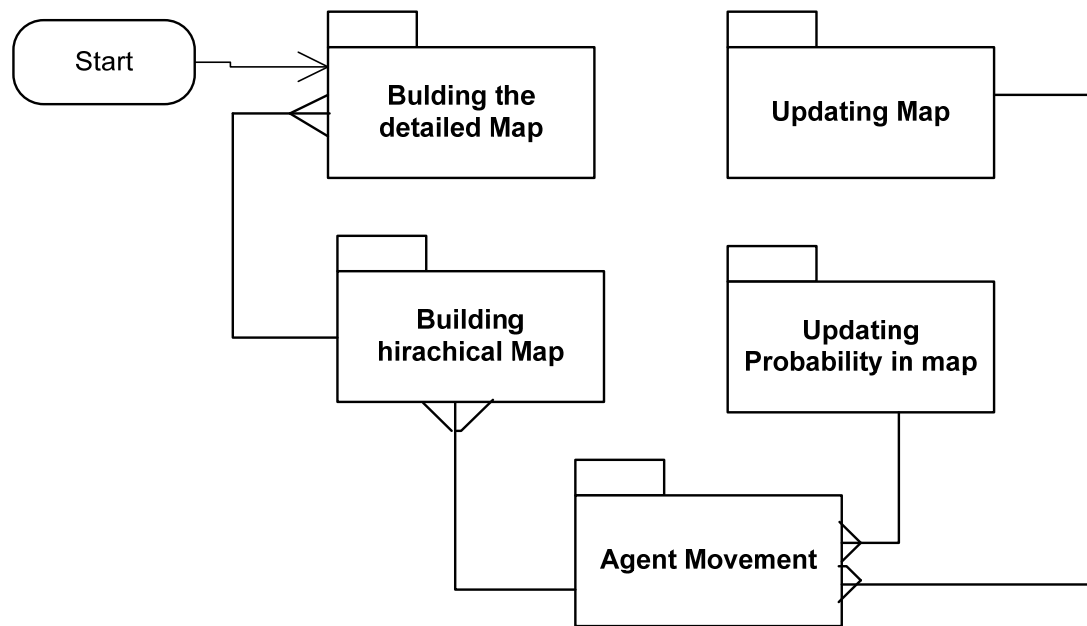 Start
Bulding the
detailed Map
Updating Map
Building
hirachical Map
Updating
Probability in map
Agent Movement